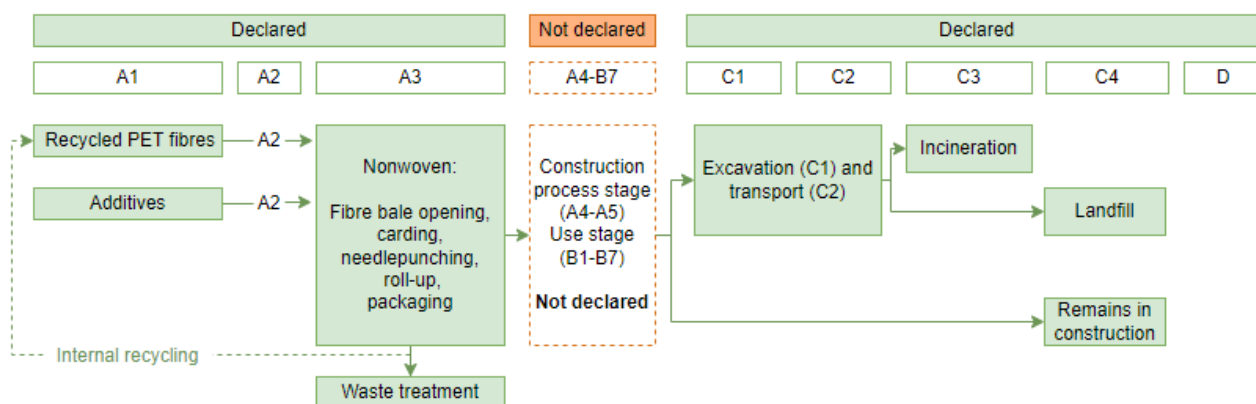 Declared
Not declared
Declared
A1
A2
A3
A4-B7
C1
C2
C3
C4
D
Recycled PET fibres
A2
Additives
A2
Nonwoven:
Fibre bale opening,
carding,
needlepunching,
roll-up,
packaging
Construction
process stage
(A4-A5)
Use stage
(B1-B7)
Not declared
Excavation (C1) and
transport (C2)
Incineration
Landfill
Remains in
construction
Internal recycling
Waste treatment